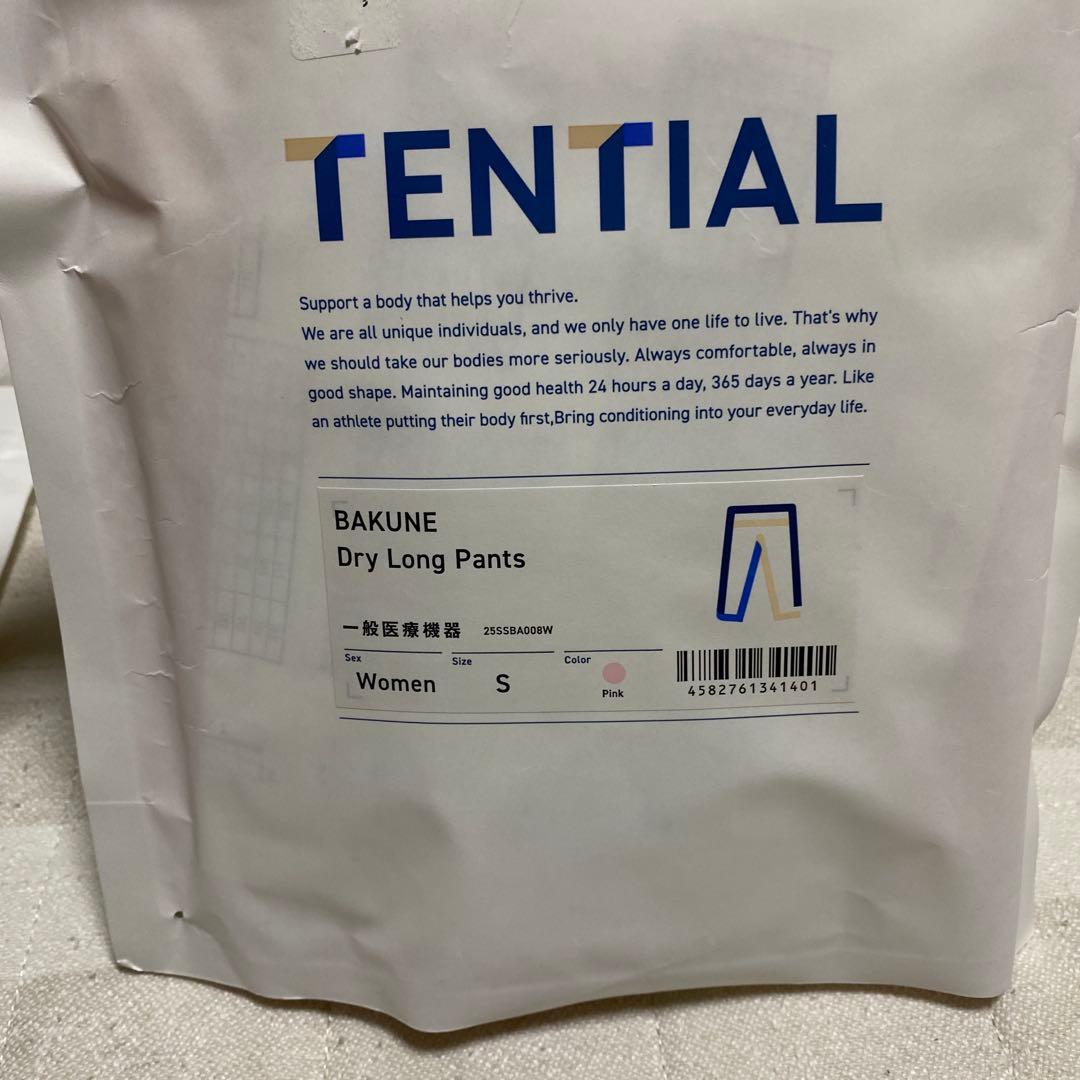 TENTIAL
Support a body that helps you thrive.
We are all unique individuals, and we only have one life to live. That's why
we should take our bodies more seriously. Always comfortable, always in
good shape. Maintaining good health 24 hours a day, 365 days a year. Like
an athlete putting their body first,Bring conditioning into your everyday life.
BAKUNE
Dry Long Pants
一般医療機器 25SSBA008W
Sex Size Color
Women S Pink
4582761341401